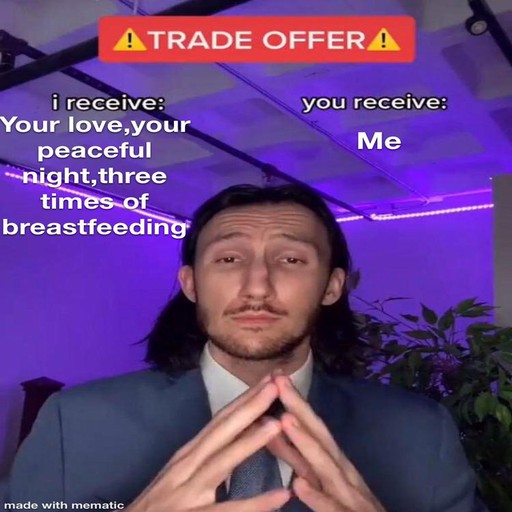 ⚠TRADE OFFER⚠
i receive:
Your love,your
peaceful
night,three
times of
breastfeeding
you receive:
Me
made with mematic